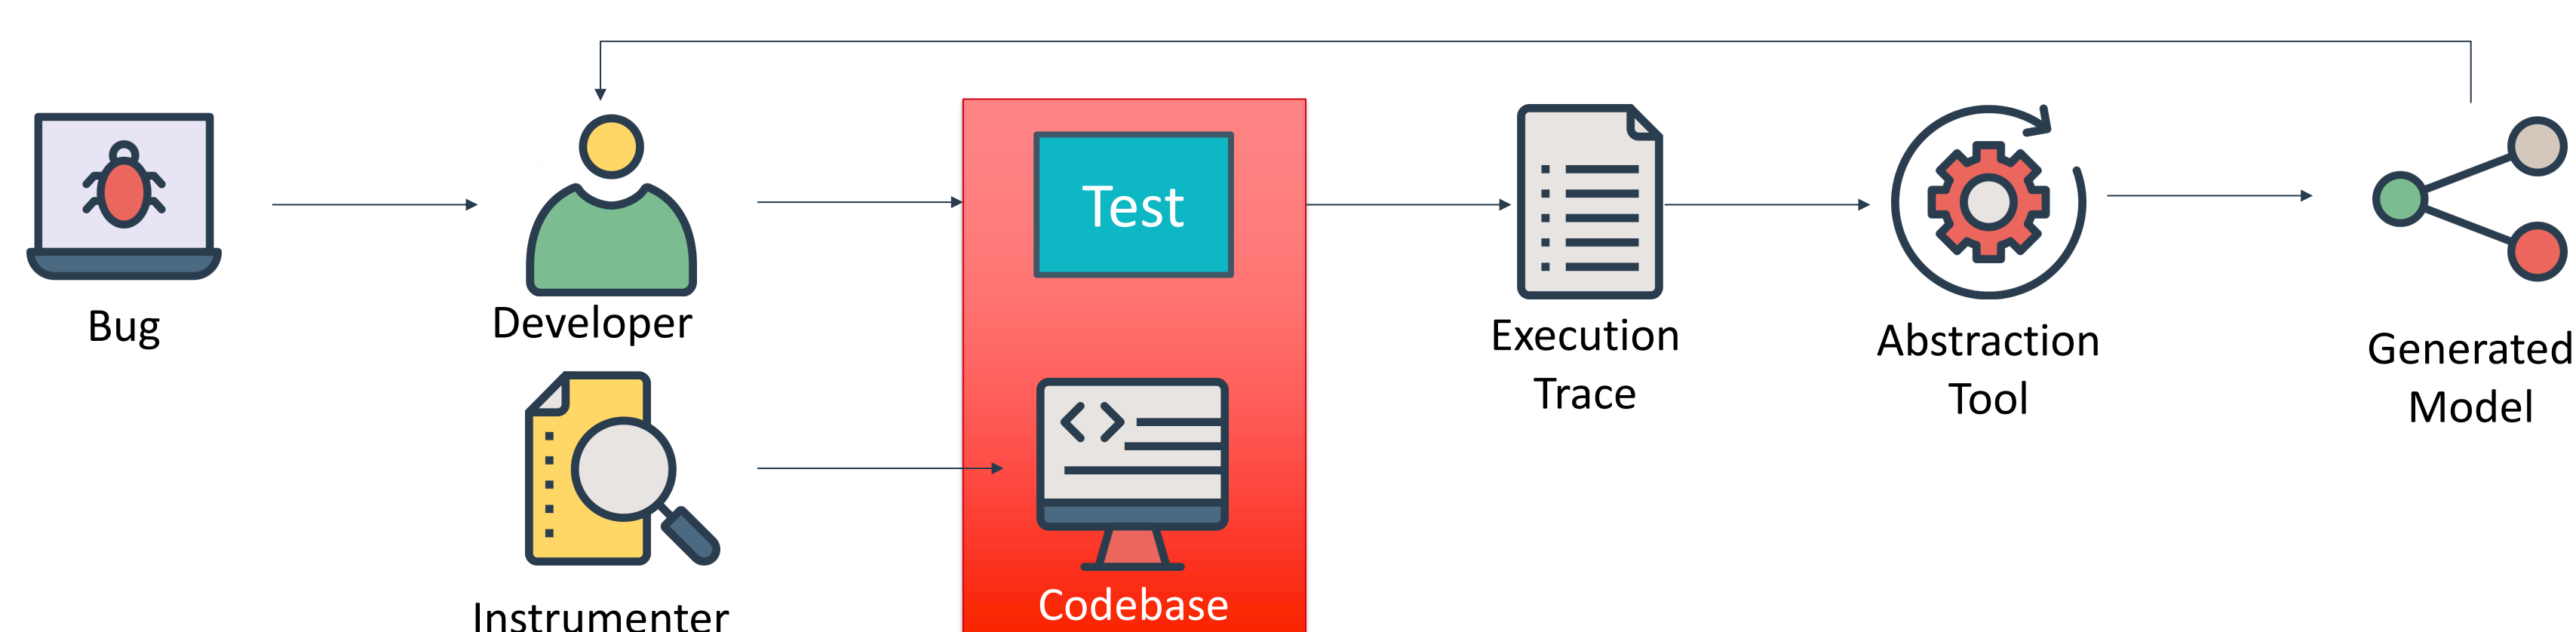 Test
Bug
Developer
Execution
Trace
Abstraction
Tool
Generated
Model
Instrumenter
Codebase